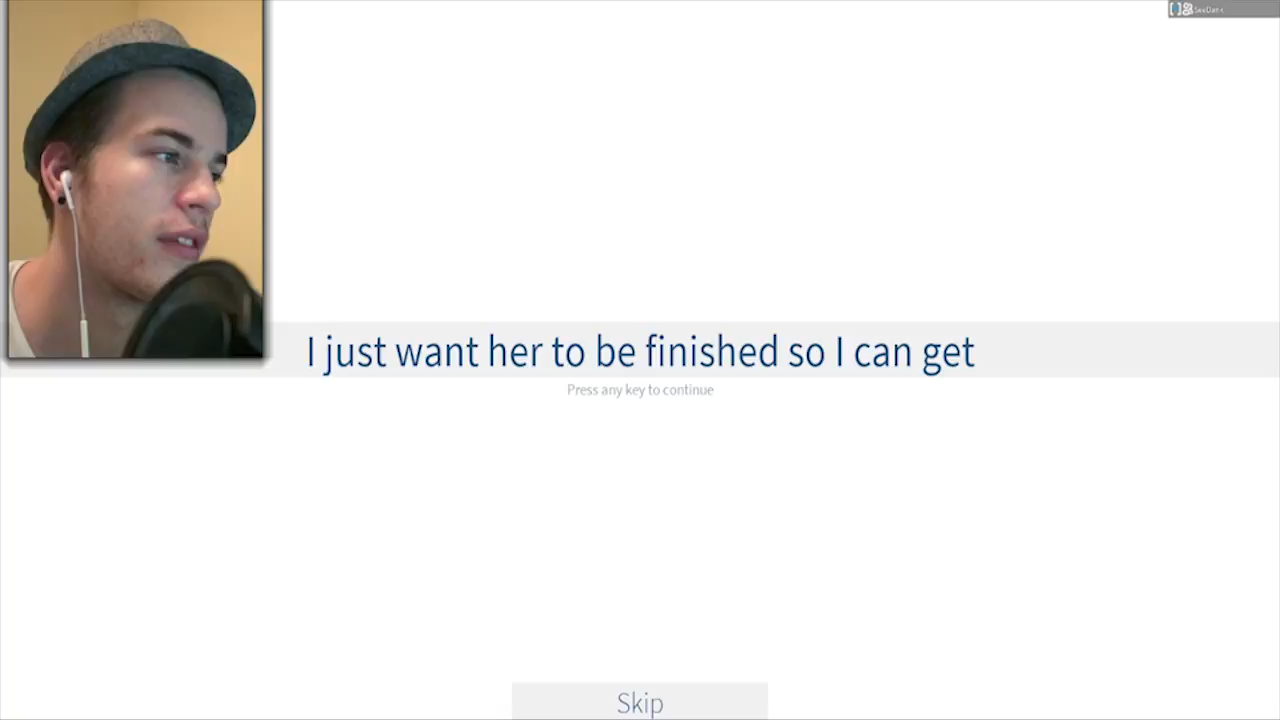 I just want her to be finished so I can get
Press any key to continue
Skip